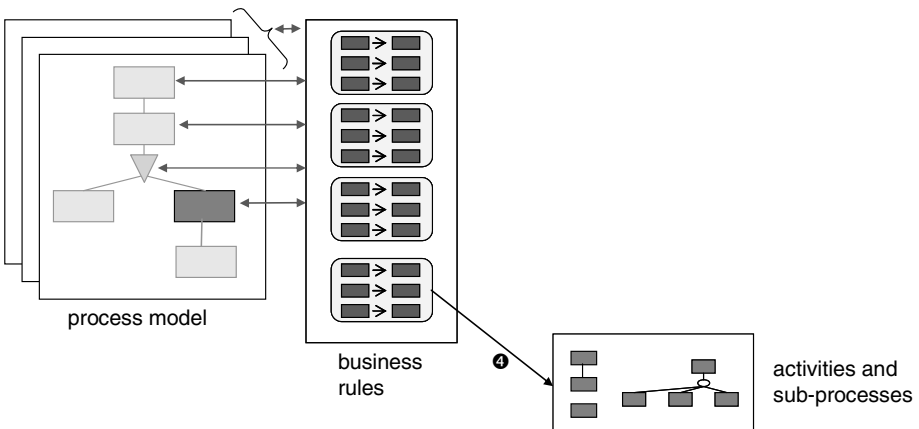 process model
business
rules
❹
activities and
sub-processes